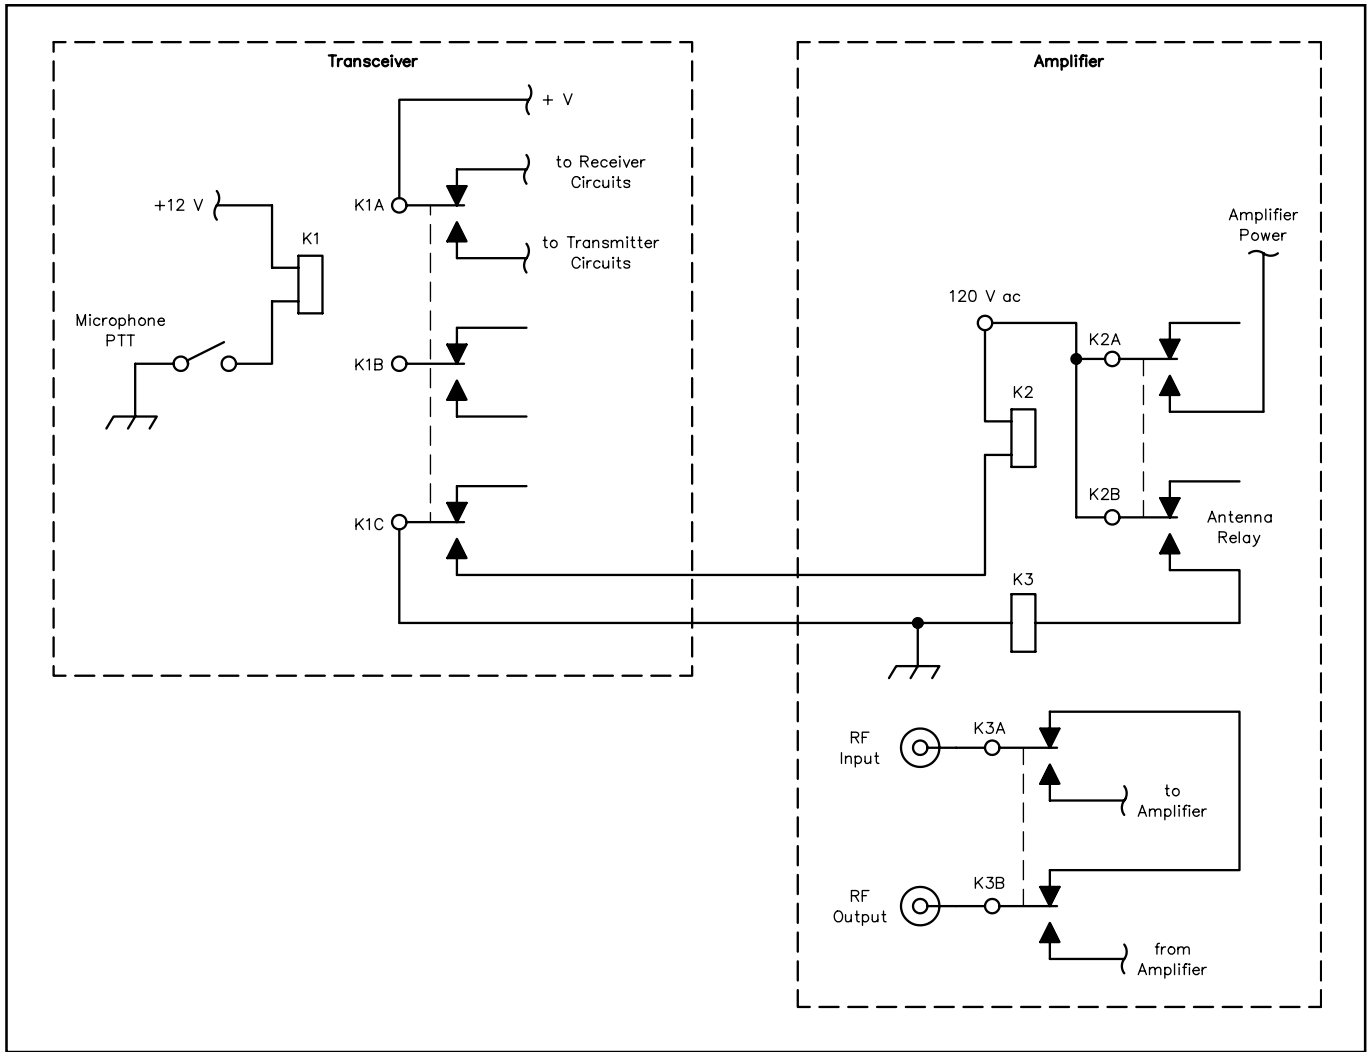 Transceiver
+ V
to Receiver
Circuits
K1A
to Transmitter
Circuits
+12 V
K1
Microphone
PTT
K1B
K1C
Amplifier
Amplifier
Power
120 V ac
K2A
K2
K2B
Antenna
Relay
K3
RF
Input
K3A
to
Amplifier
RF
Output
K3B
from
Amplifier